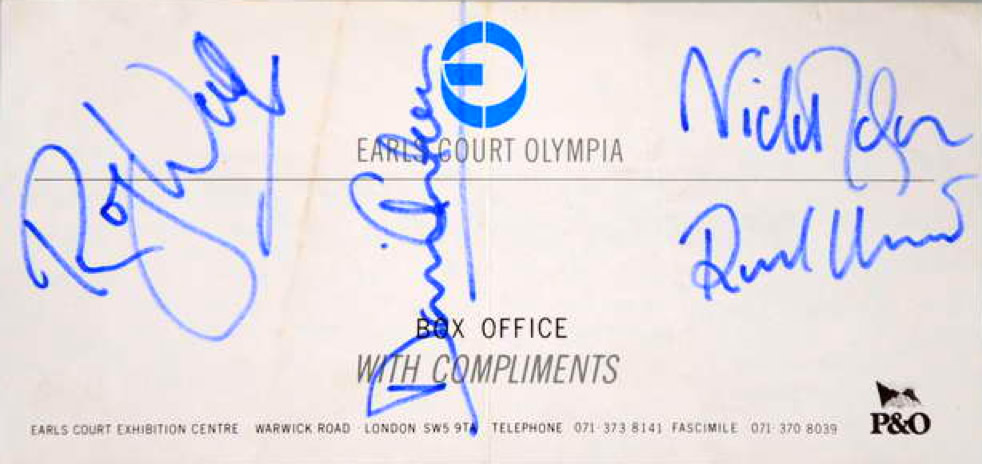 Nick
EARLS COURT OLYMPIA
BOX OFFICE
WITH COMPLIMENTS
P&O
EARLS COURT EXHIBITION CENTRE WARWICK ROAD LONDON SW5 9TA TELEPHONE 071·373 8141 FASCIMILE 071·370 8039